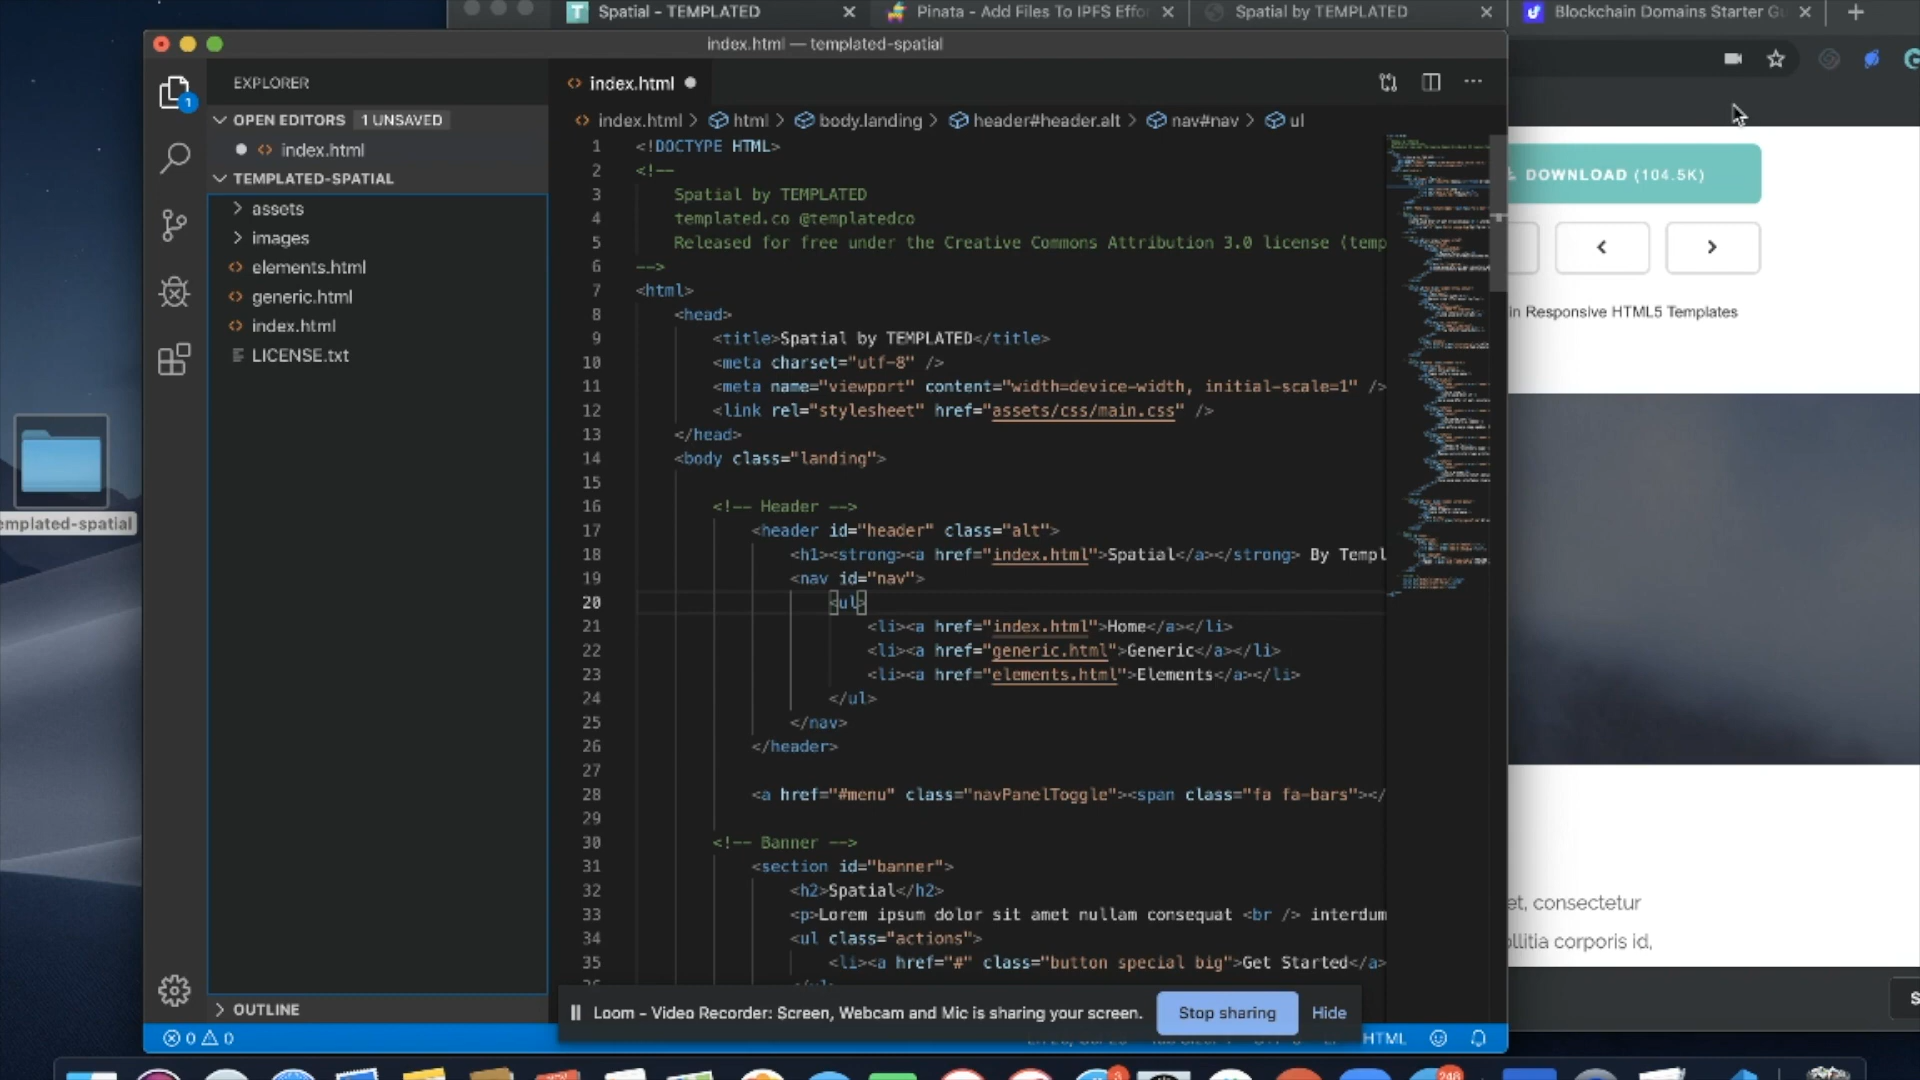 Spatial - TEMPLATED
Pinata - Add Files To IPFS Effo
Spatial by TEMPLATED
Blockchain Domains Starter Gu
index.html — templated-spatial
EXPLORER
OPEN EDITORS 1 UNSAVED
index.html
TEMPLATED-SPATIAL
assets
images
elements.html
generic.html
index.html
LICENSE.txt
OUTLINE
1
emplated-spatial
index.html
index.html > html > body.landing > header#header.alt > nav#nav > ul
1 <!DOCTYPE HTML>
2 <!--
3 Spatial by TEMPLATED
4 templated.co @templatedco
5 Released for free under the Creative Commons Attribution 3.0 license (temp
6 -->
7 <html>
8 <head>
9 <title>Spatial by TEMPLATED</title>
10 <meta charset="utf-8" />
11 <meta name="viewport" content="width=device-width, initial-scale=1" />
12 <link rel="stylesheet" href="assets/css/main.css" />
13 </head>
14 <body class="landing">
15
16 <!-- Header -->
17 <header id="header" class="alt">
18 <h1><strong><a href="index.html">Spatial</a></strong> By Templ
19 <nav id="nav">
20 <ul>
21 <li><a href="index.html">Home</a></li>
22 <li><a href="generic.html">Generic</a></li>
23 <li><a href="elements.html">Elements</a></li>
24 </ul>
25 </nav>
26 </header>
27
28 <a href="#menu" class="navPanelToggle"><span class="fa fa-bars"></
29
30 <!-- Banner -->
31 <section id="banner">
32 <h2>Spatial</h2>
33 <p>Lorem ipsum dolor sit amet nullam consequat <br /> interdum
34 <ul class="actions">
35 <li><a href="#" class="button special big">Get Started</a>
DOWNLOAD (104.5K)
in Responsive HTML5 Templates
et, consectetur
ollitia corporis id,
Loom - Video Recorder: Screen, Webcam and Mic is sharing your screen.
Stop sharing
Hide
0 0
HTML
3
248